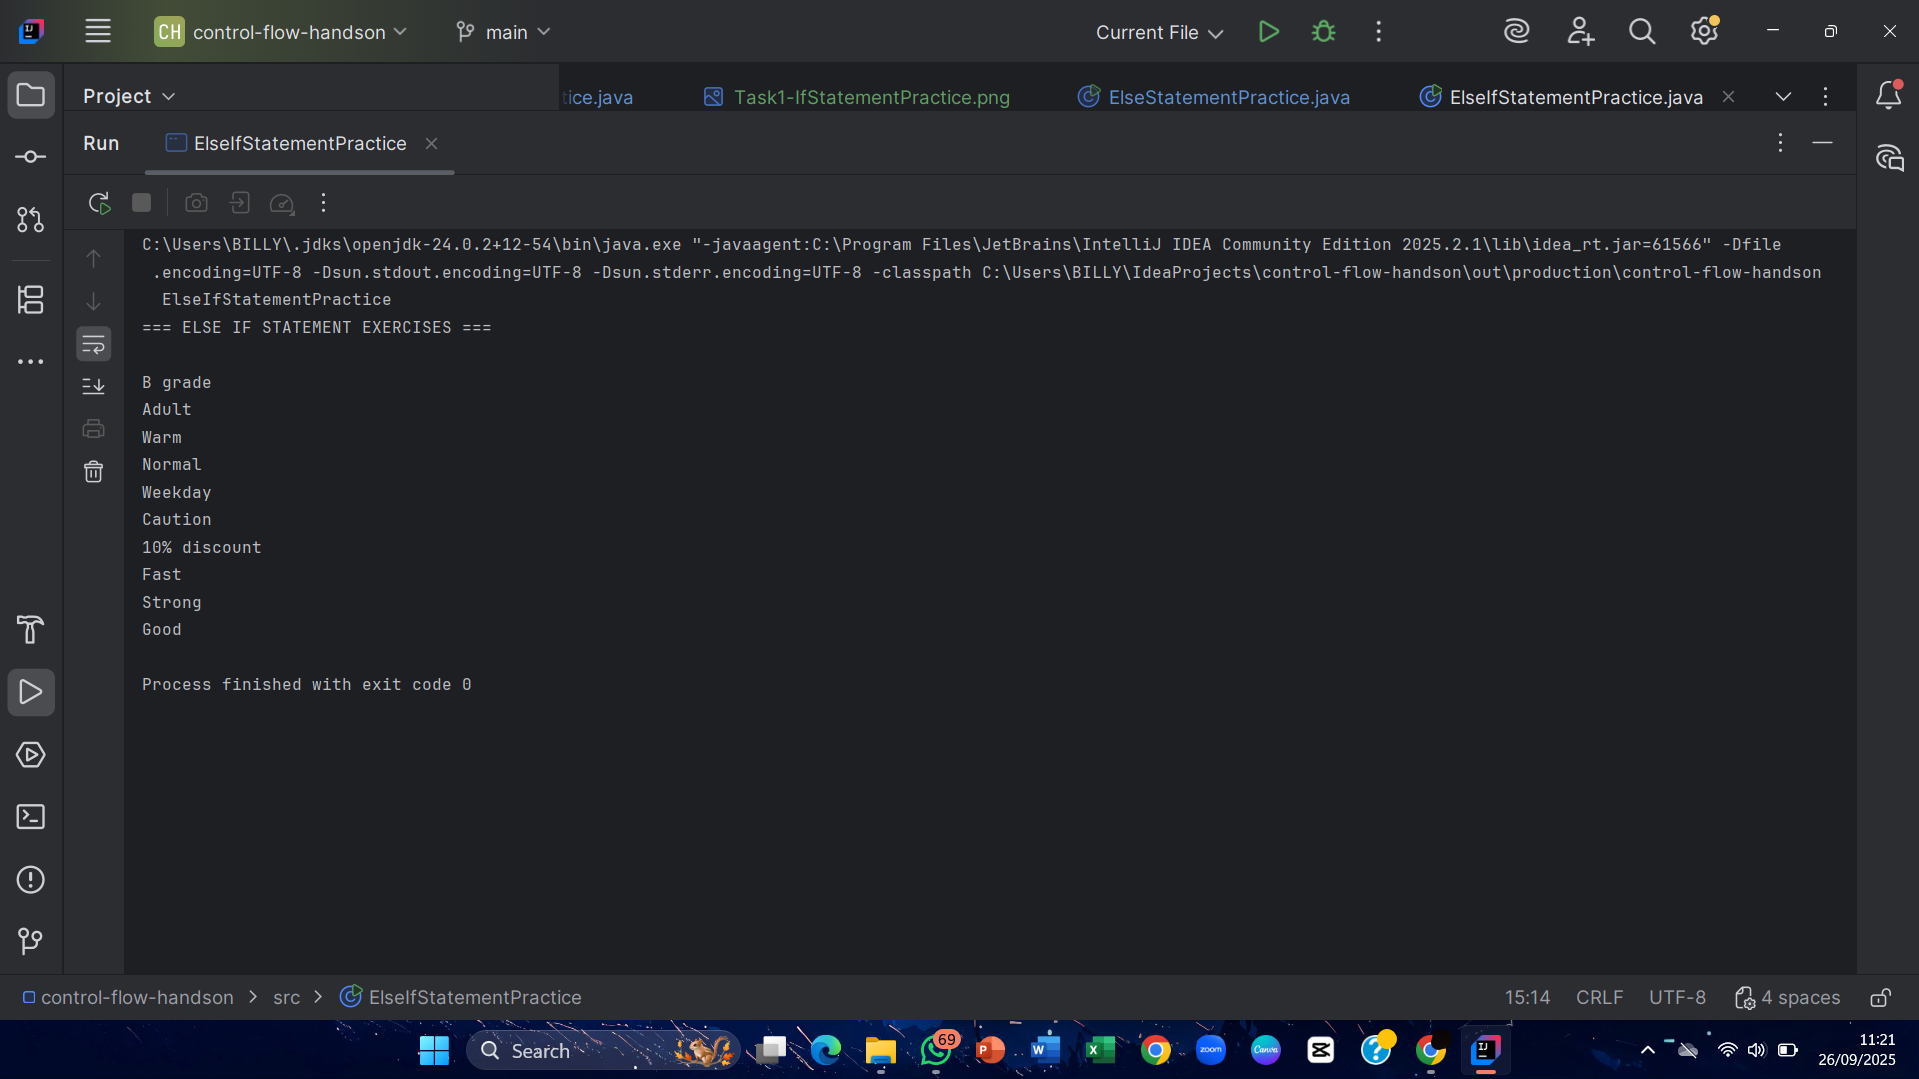 CH control-flow-handson main Current File
Project tice.java Task1-IfStatementPractice.png ElseStatementPractice.java ElseIfStatementPractice.java
Run ElseIfStatementPractice
C:\Users\BILLY\.jdks\openjdk-24.0.2+12-54\bin\java.exe "-javaagent:C:\Program Files\JetBrains\IntelliJ IDEA Community Edition 2025.2.1\lib\idea_rt.jar=61566" -Dfile
.encoding=UTF-8 -Dsun.stdout.encoding=UTF-8 -Dsun.stderr.encoding=UTF-8 -classpath C:\Users\BILLY\IdeaProjects\control-flow-handson\out\production\control-flow-handson
ElseIfStatementPractice
=== ELSE IF STATEMENT EXERCISES ===
B grade
Adult
Warm
Normal
Weekday
Caution
10% discount
Fast
Strong
Good
Process finished with exit code 0
control-flow-handson src ElseIfStatementPractice 15:14 CRLF UTF-8 4 spaces
Search 69 zoom Canva 11:21
26/09/2025